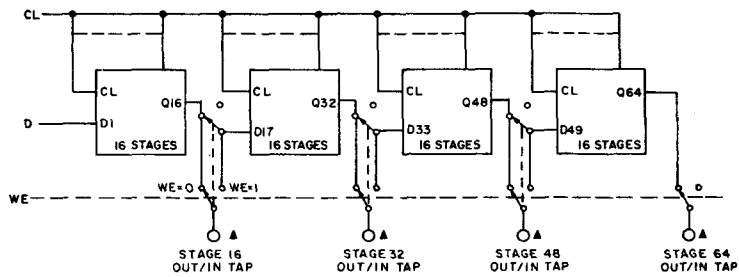 CL
CL Q16 CL Q32 CL Q48 CL Q64
D D1 D17 D33 D49
16 STAGES 16 STAGES 16 STAGES 16 STAGES
WE WE=0 WE=1
STAGE 16 STAGE 32 STAGE 48 STAGE 64
OUT/IN TAP OUT/IN TAP OUT/IN TAP OUT/IN TAP